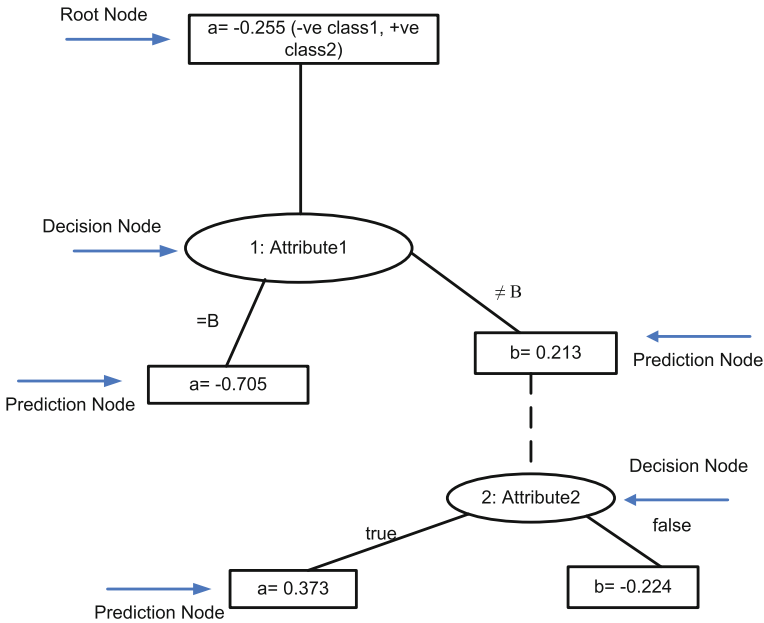 Root Node
a= -0.255 (-ve class1, +ve
class2)
Decision Node
1: Attribute1
=B
≠ B
b= 0.213
Prediction Node
a= -0.705
Prediction Node
Decision Node
2: Attribute2
true
false
a= 0.373
b= -0.224
Prediction Node